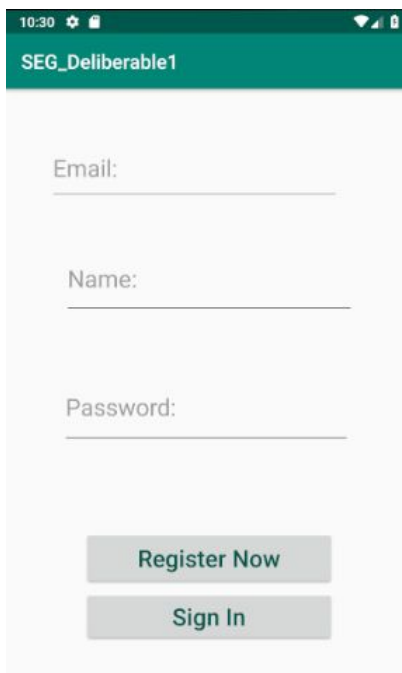 10:30
SEG_Deliberable1
Email:
Name:
Password:
Register Now
Sign In